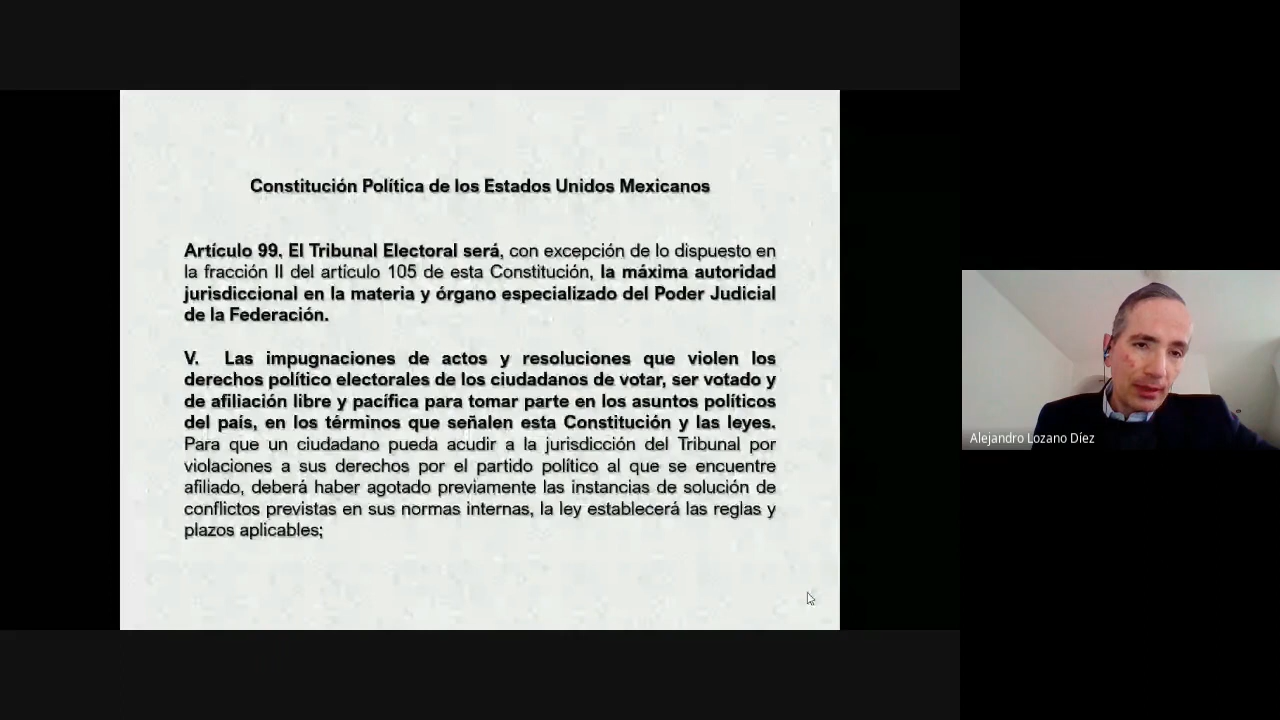 Constitución Política de los Estados Unidos Mexicanos
Artículo 99. El Tribunal Electoral será, con excepción de lo dispuesto en
la fracción II del artículo 105 de esta Constitución, la máxima autoridad
jurisdiccional en la materia y órgano especializado del Poder Judicial
de la Federación.
V. Las impugnaciones de actos y resoluciones que violen los
derechos político electorales de los ciudadanos de votar, ser votado y
de afiliación libre y pacífica para tomar parte en los asuntos políticos
del país, en los términos que señalen esta Constitución y las leyes.
Para que un ciudadano pueda acudir a la jurisdicción del Tribunal por
violaciones a sus derechos por el partido político al que se encuentre
afiliado, deberá haber agotado previamente las instancias de solución de
conflictos previstas en sus normas internas, la ley establecerá las reglas y
plazos aplicables;
Alejandro Lozano Díez